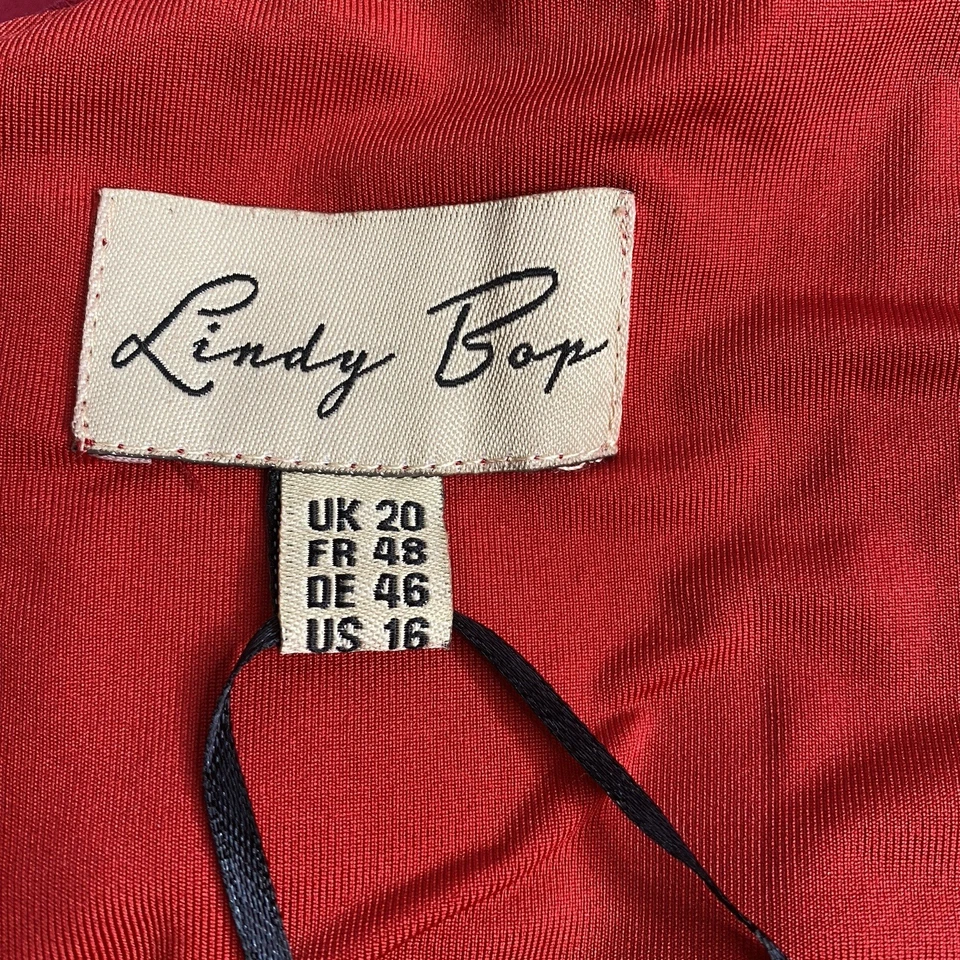 Lindy Bop
UK 20
FR 48
DE 46
US 16